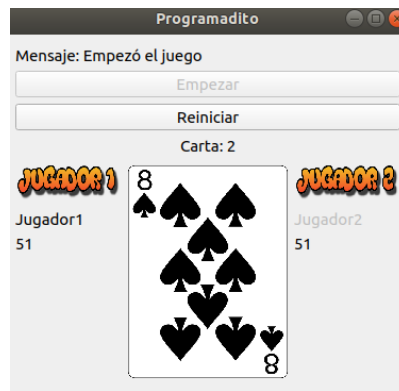 Programadito
Mensaje: Empezó el juego
Empezar
Reiniciar
Carta: 2
JUGADOR 1
JUGADOR 2
8
Jugador1
Jugador2
51
51
8